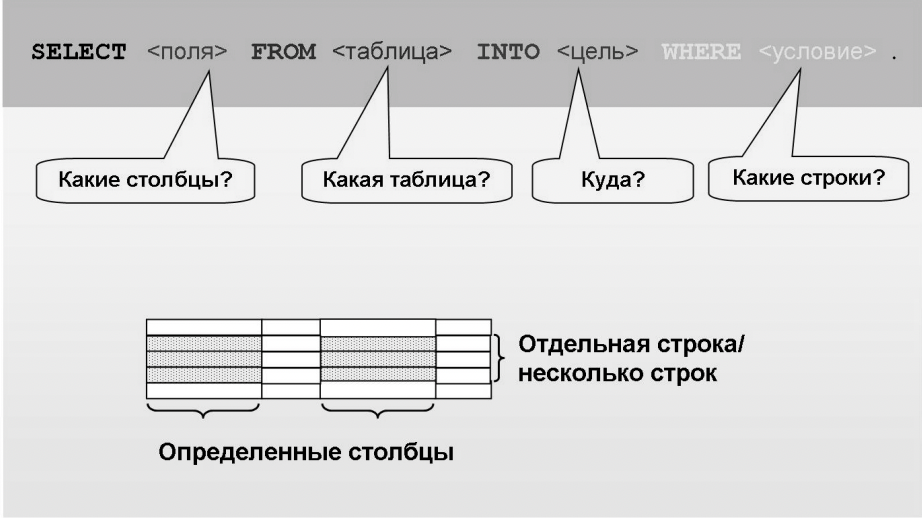 SELECT <поля> FROM <таблица> INTO <цель> WHERE <условие> .
Какие столбцы? Какая таблица? Куда? Какие строки?
Отдельная строка/
несколько строк
Определенные столбцы